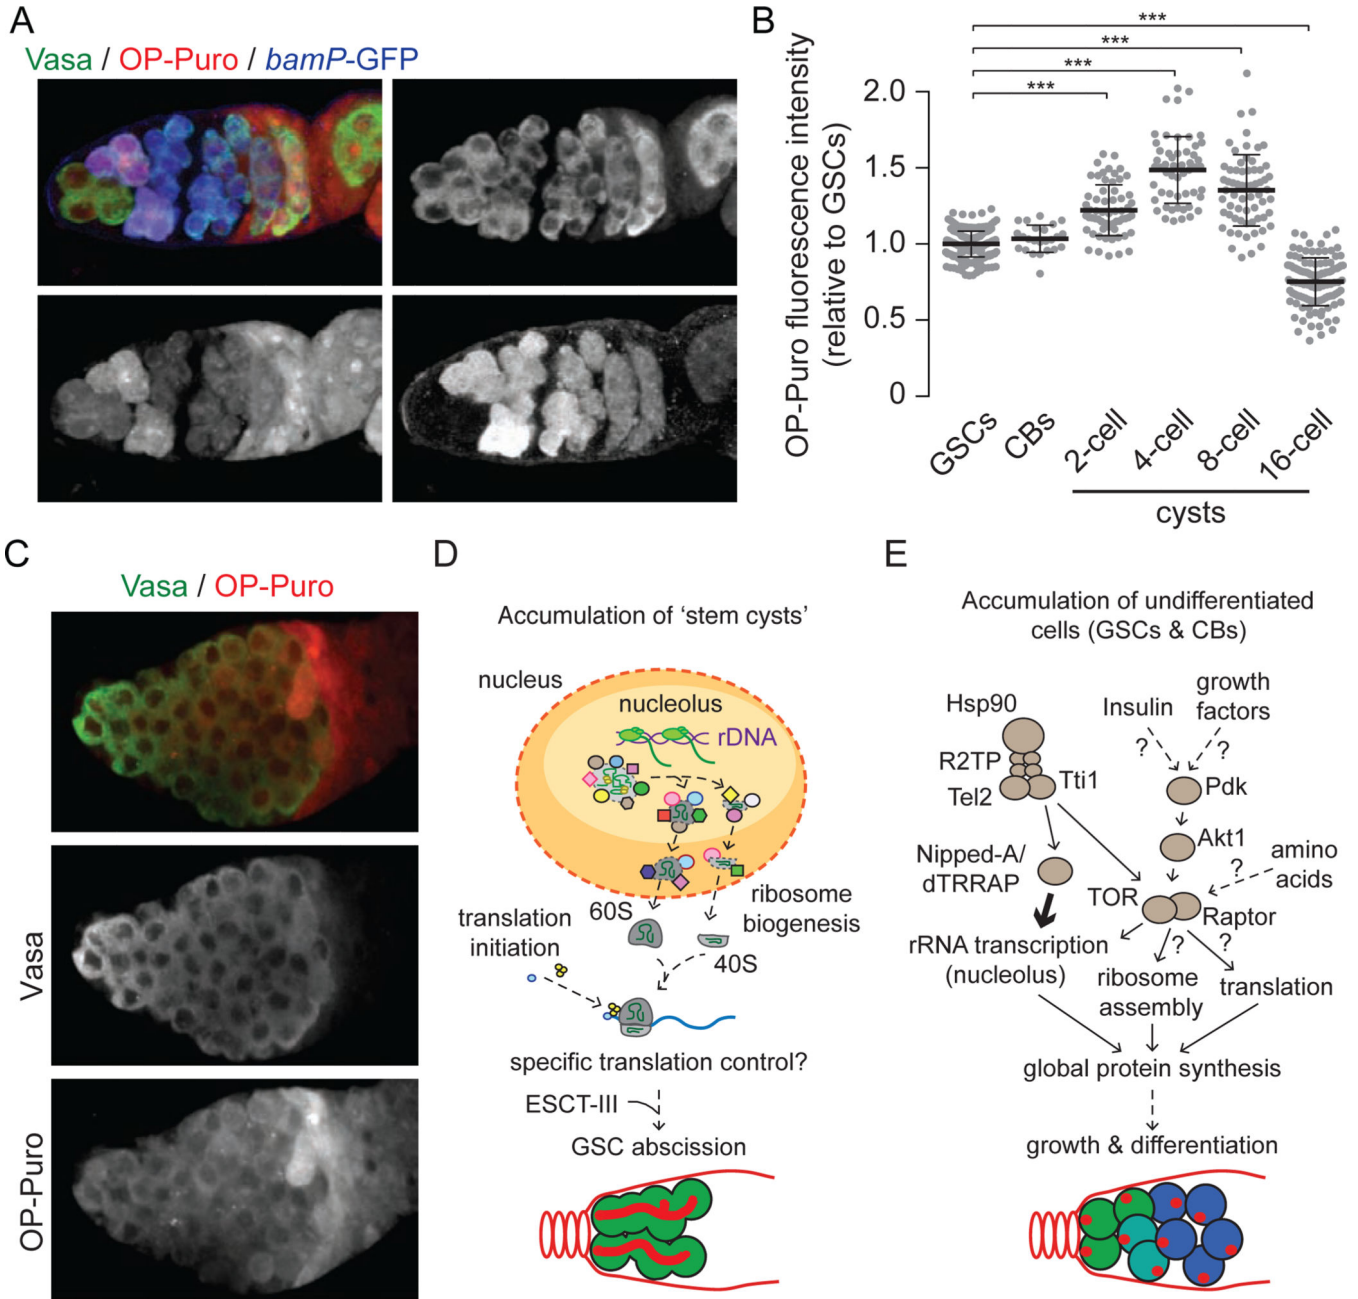 A
Vasa / OP-Puro / bamP-GFP
B
OP-Puro fluorescence intensity
(relative to GSCs)
2.0
1.5
1.0
0.5
0
***
***
***
***
GSCs
CBs
2-cell
4-cell
8-cell
16-cell
cysts
C
Vasa / OP-Puro
Vasa
OP-Puro
D
Accumulation of ‘stem cysts’
nucleus
nucleolus
rDNA
60S
ribosome
biogenesis
translation
initiation
40S
specific translation control?
ESCT-III
GSC abscission
E
Accumulation of undifferentiated
cells (GSCs & CBs)
Hsp90
R2TP
Tel2
Tti1
Insulin
growth
factors
?
?
Pdk
Akt1
Nipped-A/
dTRRAP
TOR
Raptor
?
amino
acids
rRNA transcription
(nucleolus)
?
?
ribosome
assembly
translation
global protein synthesis
growth & differentiation